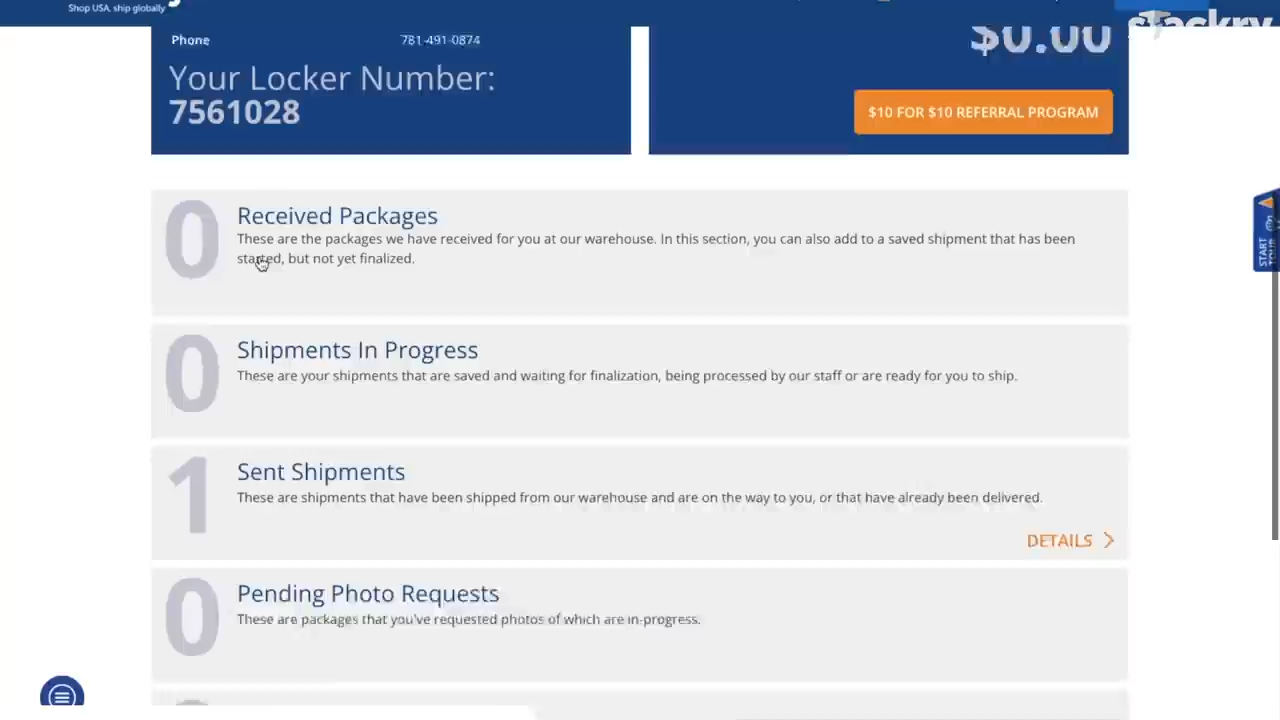 Shop USA, ship globally
stackry
Phone 781-491-0874
$0.00
Your Locker Number:
7561028
$10 FOR $10 REFERRAL PROGRAM
0 Received Packages
These are the packages we have received for you at our warehouse. In this section, you can also add to a saved shipment that has been
started, but not yet finalized.
START TOUR
0 Shipments In Progress
These are your shipments that are saved and waiting for finalization, being processed by our staff or are ready for you to ship.
1 Sent Shipments
These are shipments that have been shipped from our warehouse and are on the way to you, or that have already been delivered.
DETAILS
0 Pending Photo Requests
These are packages that you've requested photos of which are in-progress.